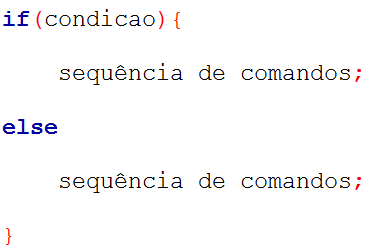 if(condicao){
sequência de comandos;
else
sequência de comandos;
}